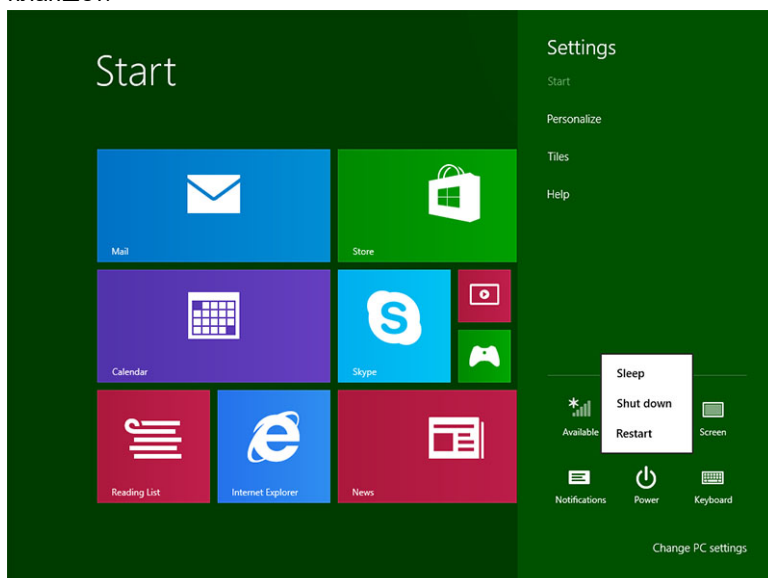 Start
Mail
Store
Calendar
Skype
Reading List
Internet Explorer
News
Settings
Start
Personalize
Tiles
Help
Sleep
Shut down
Restart
Available
Screen
Notifications
Power
Keyboard
Change PC settings